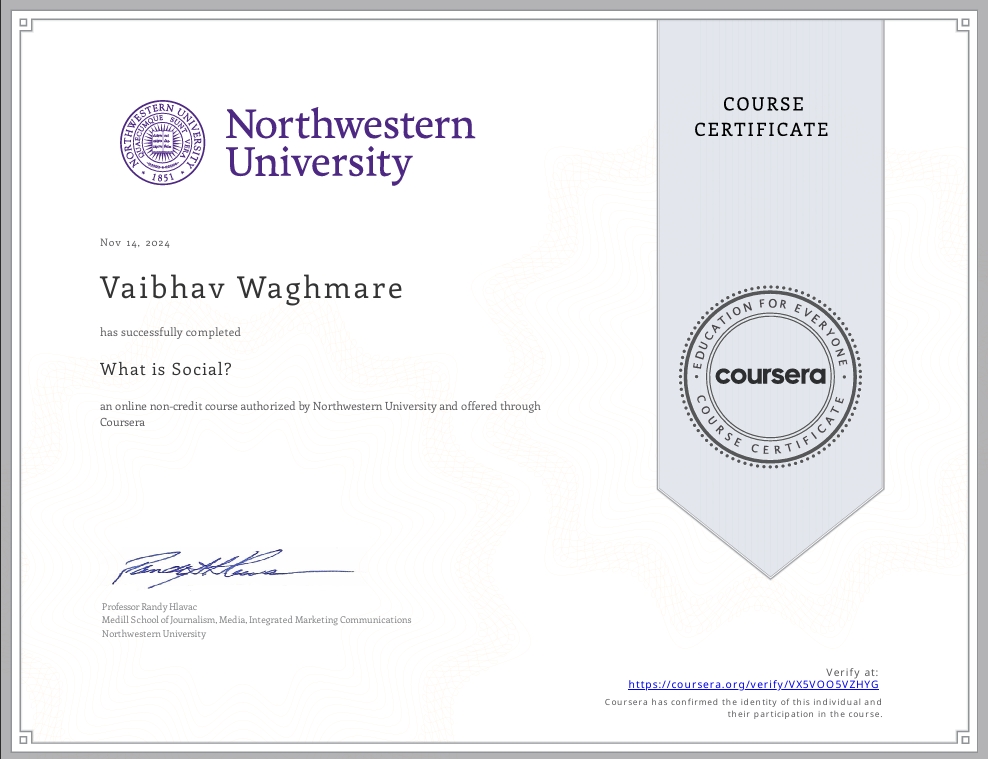 NORTHWESTERN UNIVERSITY
QUAECUMQUE SUNT VERA
1851
Northwestern
University
COURSE
CERTIFICATE
Nov 14, 2024
Vaibhav Waghmare
has successfully completed
What is Social?
an online non-credit course authorized by Northwestern University and offered through
Coursera
EDUCATION FOR EVERYONE
coursera
COURSE CERTIFICATE
Professor Randy Hlavac
Medill School of Journalism, Media, Integrated Marketing Communications
Northwestern University
Verify at:
https://coursera.org/verify/VX5VOO5VZHYG
Coursera has confirmed the identity of this individual and
their participation in the course.